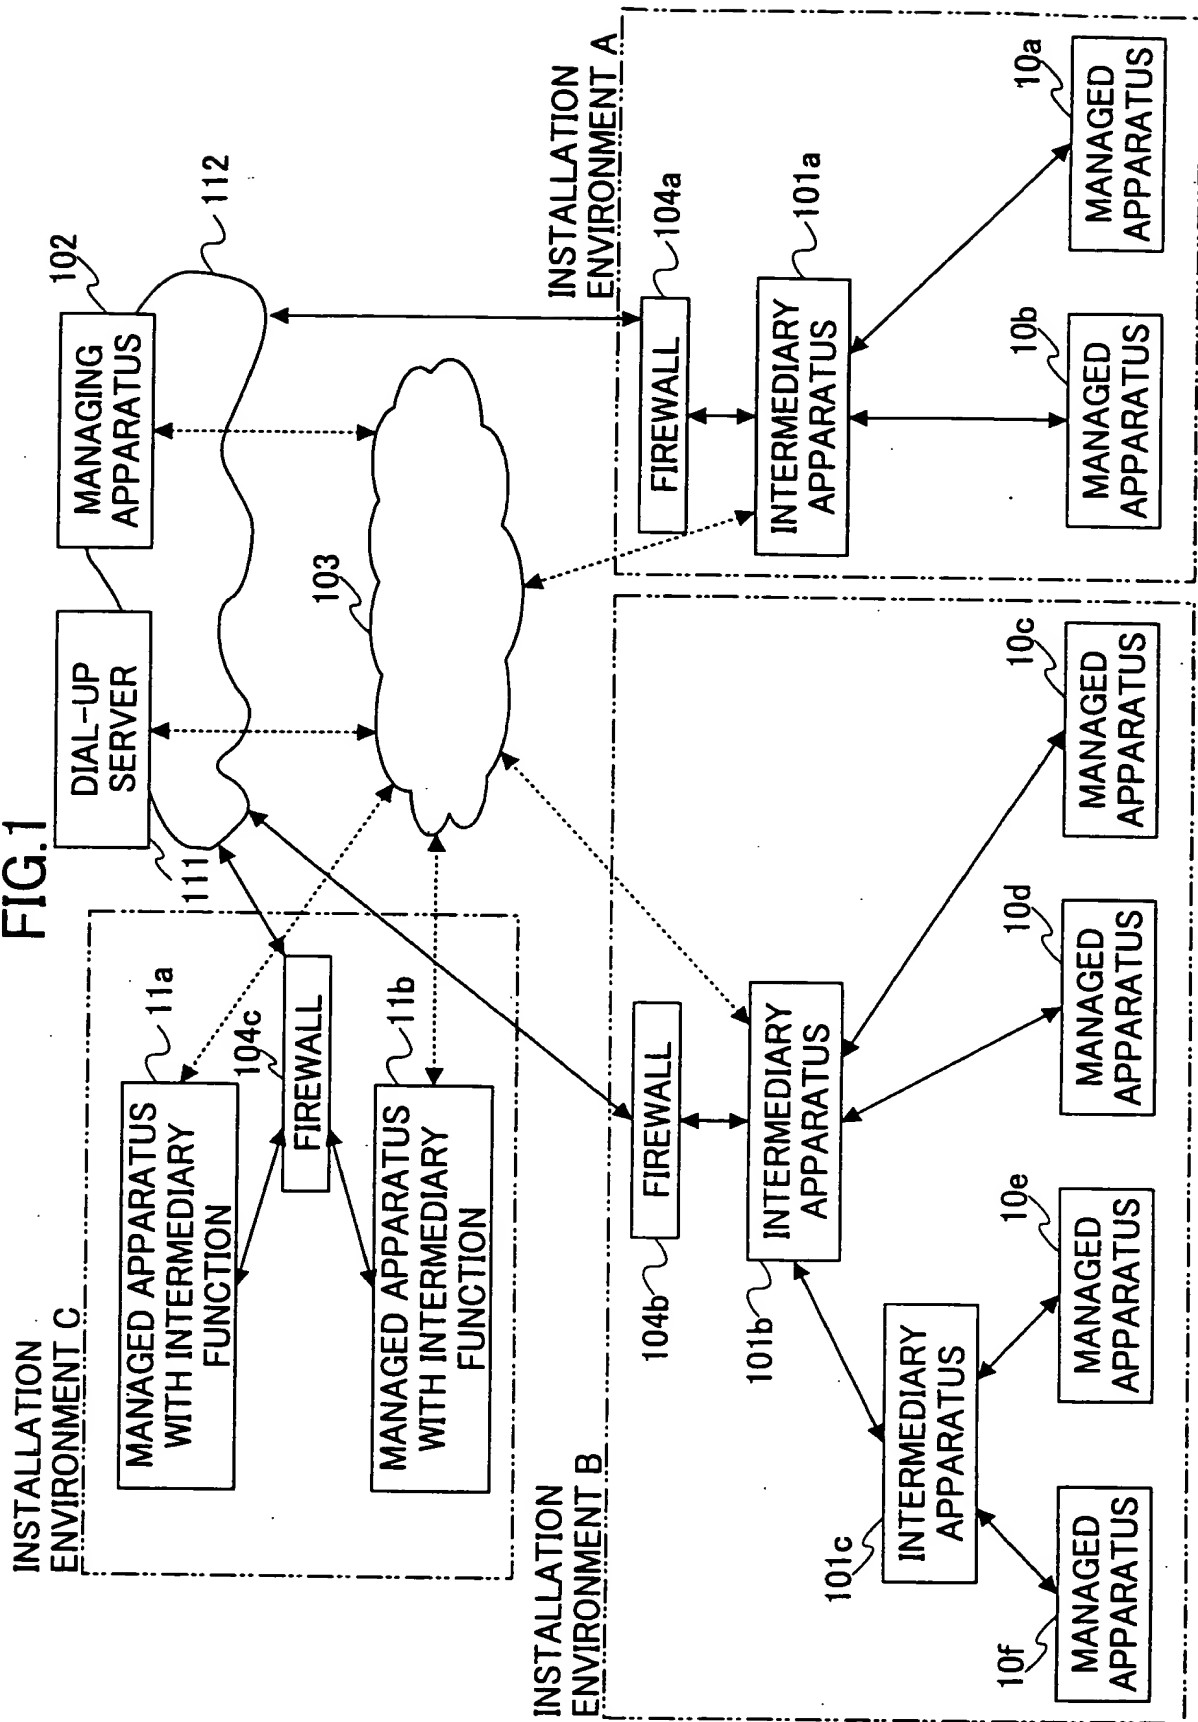 FIG.1
INSTALLATION
ENVIRONMENT C
MANAGED APPARATUS
WITH INTERMEDIARY
FUNCTION
11a
104c
FIREWALL
MANAGED APPARATUS
WITH INTERMEDIARY
FUNCTION
11b
DIAL-UP
SERVER
111
MANAGING
APPARATUS
102
112
103
INSTALLATION
ENVIRONMENT B
FIREWALL
104b
INTERMEDIARY
APPARATUS
101b
INTERMEDIARY
APPARATUS
101c
MANAGED
APPARATUS
10f
MANAGED
APPARATUS
10e
MANAGED
APPARATUS
10d
MANAGED
APPARATUS
10c
INSTALLATION
ENVIRONMENT A
FIREWALL
104a
INTERMEDIARY
APPARATUS
101a
MANAGED
APPARATUS
10b
MANAGED
APPARATUS
10a